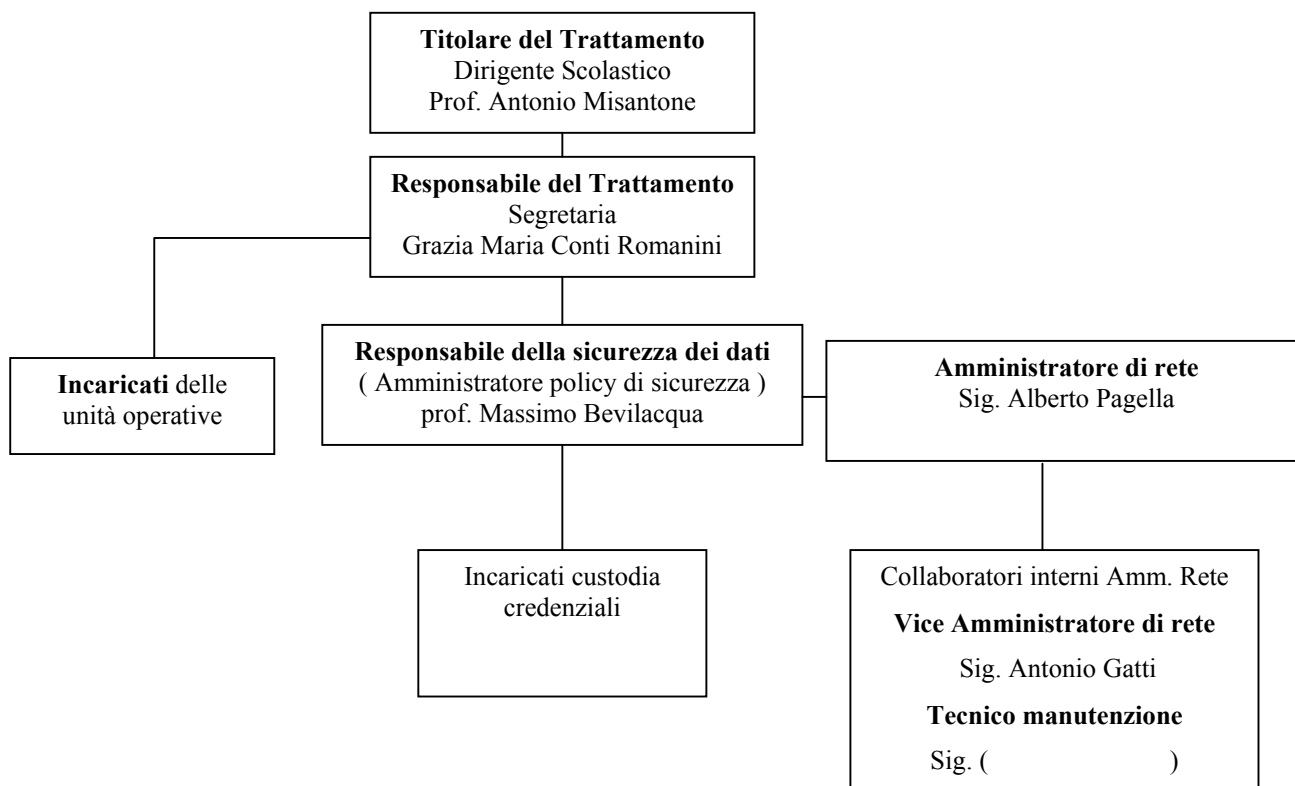 Titolare del Trattamento
Dirigente Scolastico
Prof. Antonio Misantone
Responsabile del Trattamento
Segretaria
Grazia Maria Conti Romanini
Incaricati delle
unità operative
Responsabile della sicurezza dei dati
( Amministratore policy di sicurezza )
prof. Massimo Bevilacqua
Amministratore di rete
Sig. Alberto Pagella
Incaricati custodia
credenziali
Collaboratori interni Amm. Rete
Vice Amministratore di rete
Sig. Antonio Gatti
Tecnico manutenzione
Sig. ( )